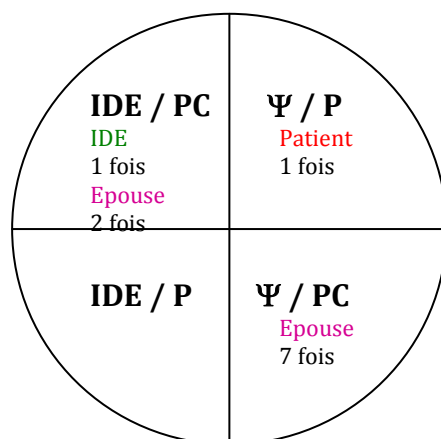 IDE / PC
IDE
1 fois
Epouse
2 fois
Ψ / P
Patient
1 fois
IDE / P
Ψ / PC
Epouse
7 fois